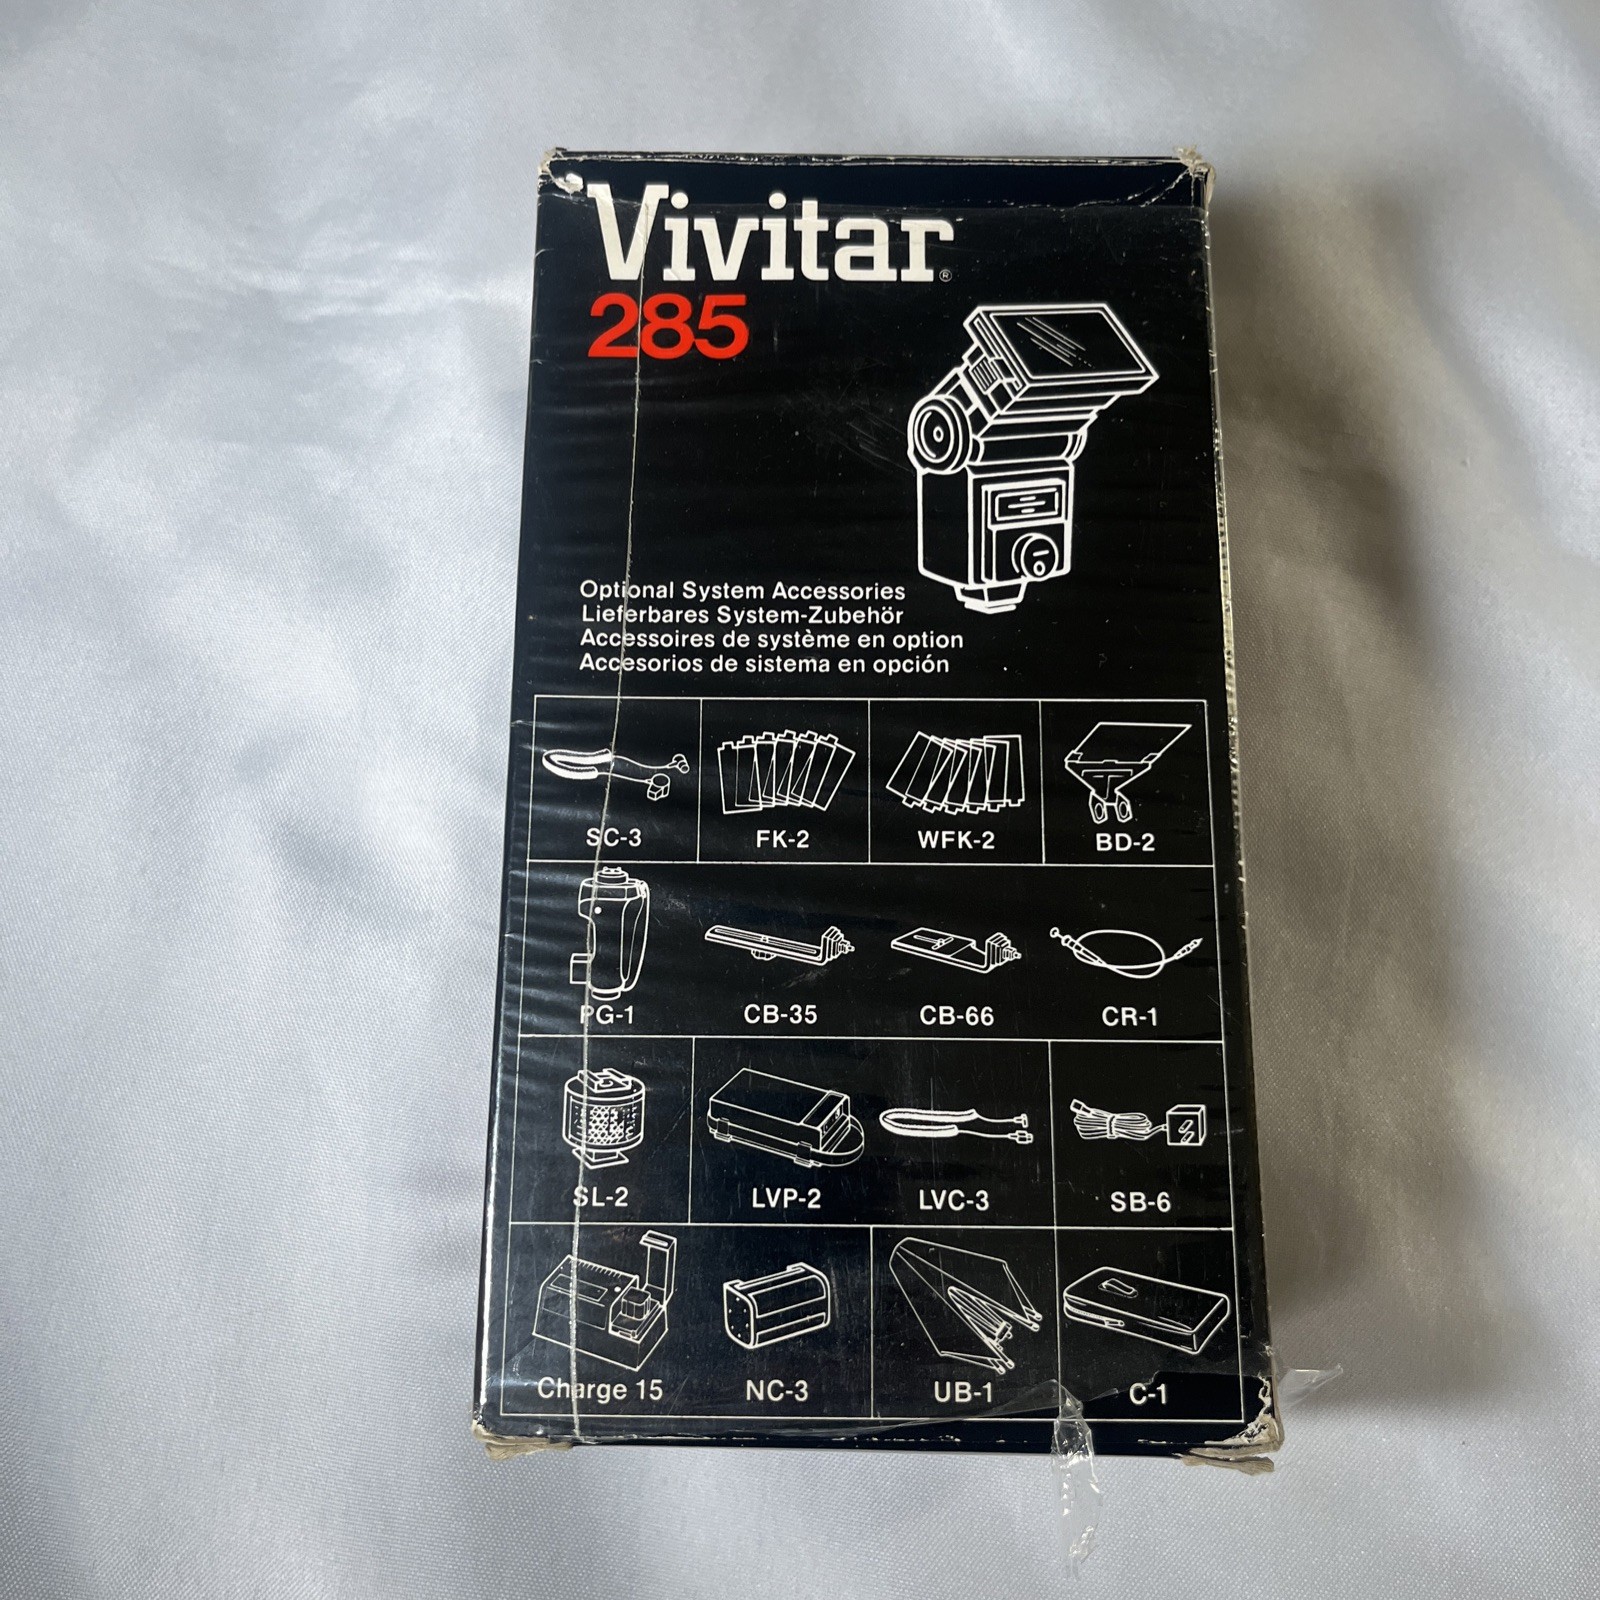 Vivitar®
285
Optional System Accessories
Lieferbares System-Zubehör
Accessoires de système en option
Accesorios de sistema en opción
SC-3 FK-2 WFK-2 BD-2
PG-1 CB-35 CB-66 CR-1
SL-2 LVP-2 LVC-3 SB-6
Charge 15 NC-3 UB-1 C-1